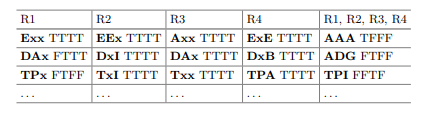 R1 R2 R3 R4 R1, R2, R3, R4
Exx TTTT EEx TTTT Axx TTTT ExE TTTT AAA TFFF
DAx FTTT DxI TTTT DAx TTTT DxB TTTT ADG FTFF
TPx FTFF TxI TTTT Txx TTTT TPA TTTT TPI FFTF
... ... ... ... ...